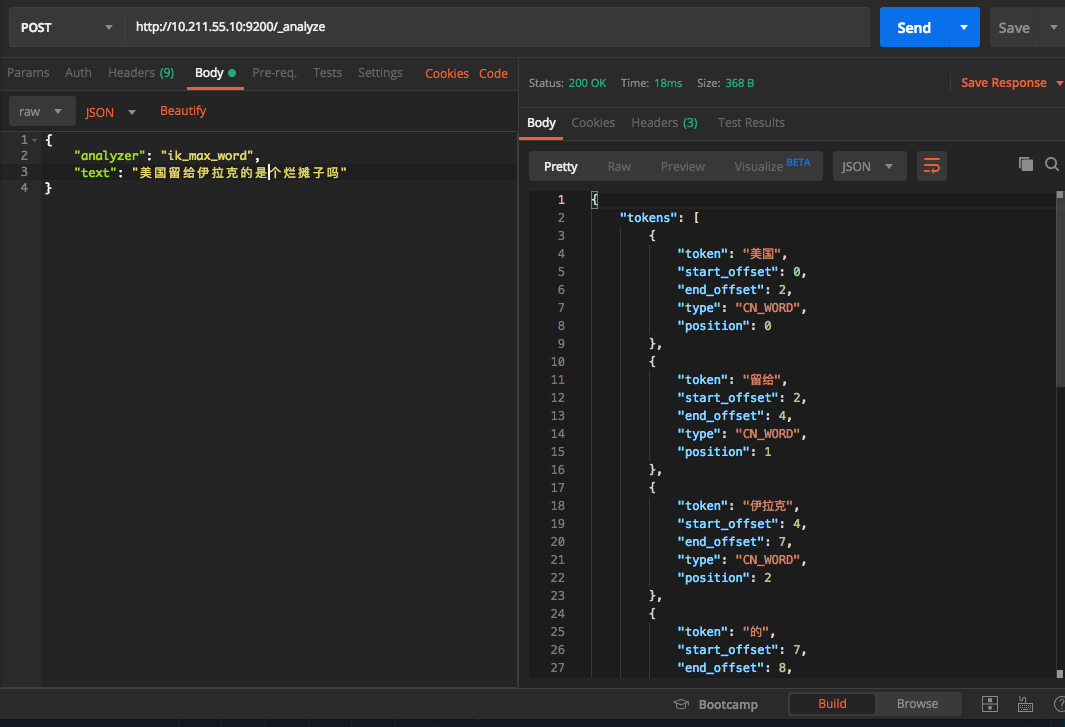 POST
http://10.211.55.10:9200/_analyze
Send
Save
Params Auth Headers (9) Body Pre-req. Tests Settings Cookies Code
raw JSON Beautify
1 {
2 "analyzer": "ik_max_word",
3 "text": "美国留给伊拉克的是个烂摊子吗"
4 }
Status: 200 OK Time: 18ms Size: 368 B Save Response
Body Cookies Headers (3) Test Results
Pretty Raw Preview Visualize BETA JSON
1 {
2 "tokens": [
3 {
4 "token": "美国",
5 "start_offset": 0,
6 "end_offset": 2,
7 "type": "CN_WORD",
8 "position": 0
9 },
10 {
11 "token": "留给",
12 "start_offset": 2,
13 "end_offset": 4,
14 "type": "CN_WORD",
15 "position": 1
16 },
17 {
18 "token": "伊拉克",
19 "start_offset": 4,
20 "end_offset": 7,
21 "type": "CN_WORD",
22 "position": 2
23 },
24 {
25 "token": "的",
26 "start_offset": 7,
27 "end_offset": 8,
Bootcamp Build Browse